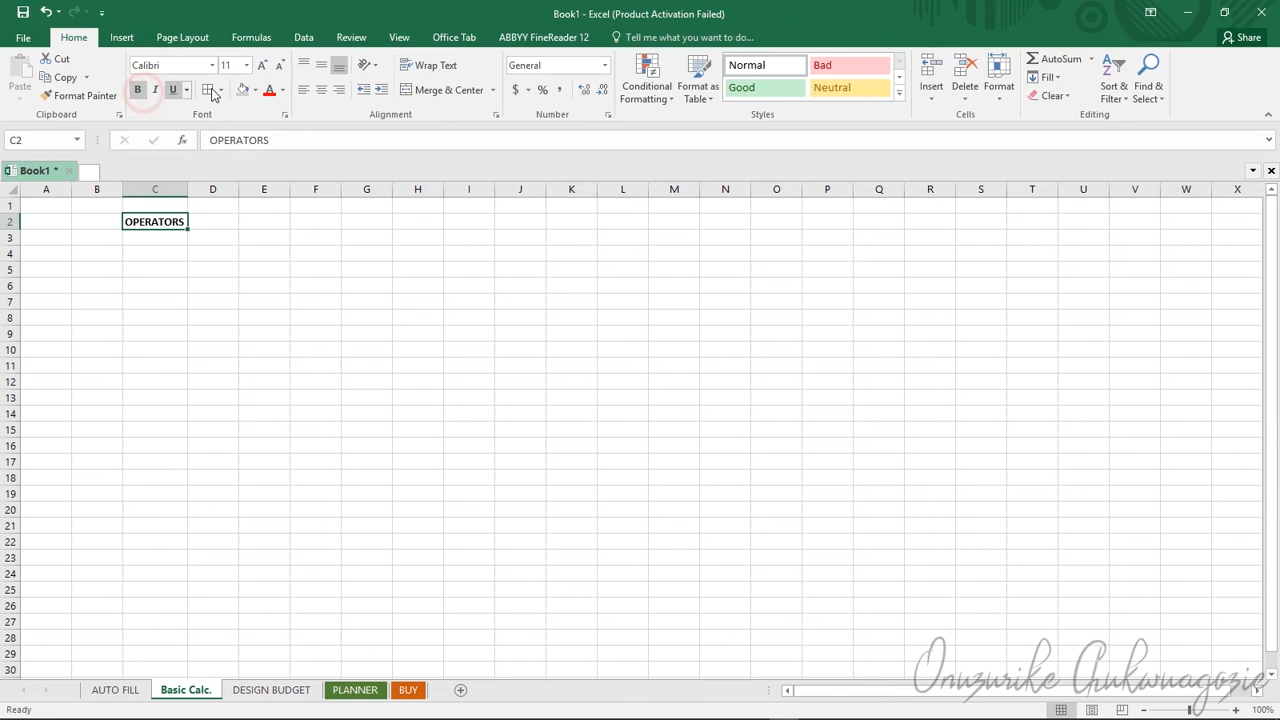 Book1 - Excel (Product Activation Failed)
File Home Insert Page Layout Formulas Data Review View Office Tab ABBYY FineReader 12 Tell me what you want to do... Share
Paste Cut Copy Format Painter Clipboard
Calibri 11 B I U A Font
Wrap Text Merge & Center Alignment
General $ % , Number
Conditional Formatting Format as Table Normal Bad Good Neutral Styles
Insert Delete Format Cells
AutoSum Fill Clear Sort & Filter Find & Select Editing
C2 fx OPERATORS
Book1 *
A B C D E F G H I J K L M N O P Q R S T U V W X
1
2 OPERATORS
3
4
5
6
7
8
9
10
11
12
13
14
15
16
17
18
19
20
21
22
23
24
25
26
27
28
29
30
Onuzurike Chukwuagozie
AUTO FILL Basic Calc. DESIGN BUDGET PLANNER BUY
Ready 100%